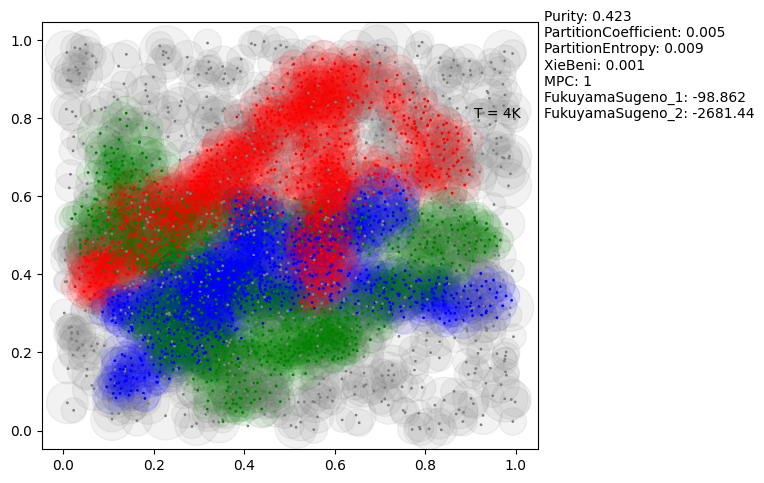 Purity: 0.423
PartitionCoefficient: 0.005
PartitionEntropy: 0.009
XieBeni: 0.001
MPC: 1
FukuyamaSugeno_1: -98.862
FukuyamaSugeno_2: -2681.44
T = 4K
1.0
0.8
0.6
0.4
0.2
0.0
0.0 0.2 0.4 0.6 0.8 1.0